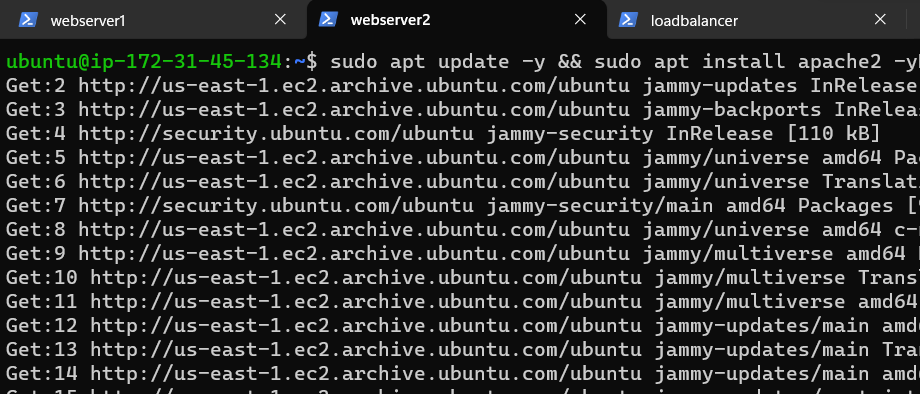 webserver1 webserver2 loadbalancer
ubuntu@ip-172-31-45-134:~$ sudo apt update -y && sudo apt install apache2 -y
Get:2 http://us-east-1.ec2.archive.ubuntu.com/ubuntu jammy-updates InRelease
Get:3 http://us-east-1.ec2.archive.ubuntu.com/ubuntu jammy-backports InRelea
Get:4 http://security.ubuntu.com/ubuntu jammy-security InRelease [110 kB]
Get:5 http://us-east-1.ec2.archive.ubuntu.com/ubuntu jammy/universe amd64 Pa
Get:6 http://us-east-1.ec2.archive.ubuntu.com/ubuntu jammy/universe Translat
Get:7 http://security.ubuntu.com/ubuntu jammy-security/main amd64 Packages [
Get:8 http://us-east-1.ec2.archive.ubuntu.com/ubuntu jammy/universe amd64 c-
Get:9 http://us-east-1.ec2.archive.ubuntu.com/ubuntu jammy/multiverse amd64
Get:10 http://us-east-1.ec2.archive.ubuntu.com/ubuntu jammy/multiverse Trans
Get:11 http://us-east-1.ec2.archive.ubuntu.com/ubuntu jammy/multiverse amd64
Get:12 http://us-east-1.ec2.archive.ubuntu.com/ubuntu jammy-updates/main amd
Get:13 http://us-east-1.ec2.archive.ubuntu.com/ubuntu jammy-updates/main Tra
Get:14 http://us-east-1.ec2.archive.ubuntu.com/ubuntu jammy-updates/main amd